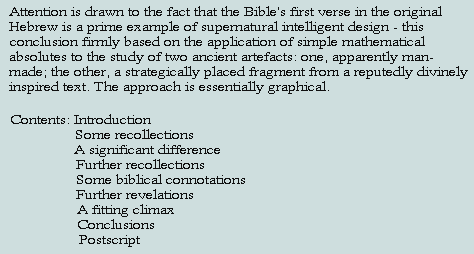 Attention is drawn to the fact that the Bible's first verse in the original
Hebrew is a prime example of supernatural intelligent design - this
conclusion firmly based on the application of simple mathematical
absolutes to the study of two ancient artefacts: one, apparently man-
made; the other, a strategically placed fragment from a reputedly divinely
inspired text. The approach is essentially graphical.
Contents: Introduction
Some recollections
A significant difference
Further recollections
Some biblical connotations
Further revelations
A fitting climax
Conclusions
Postscript